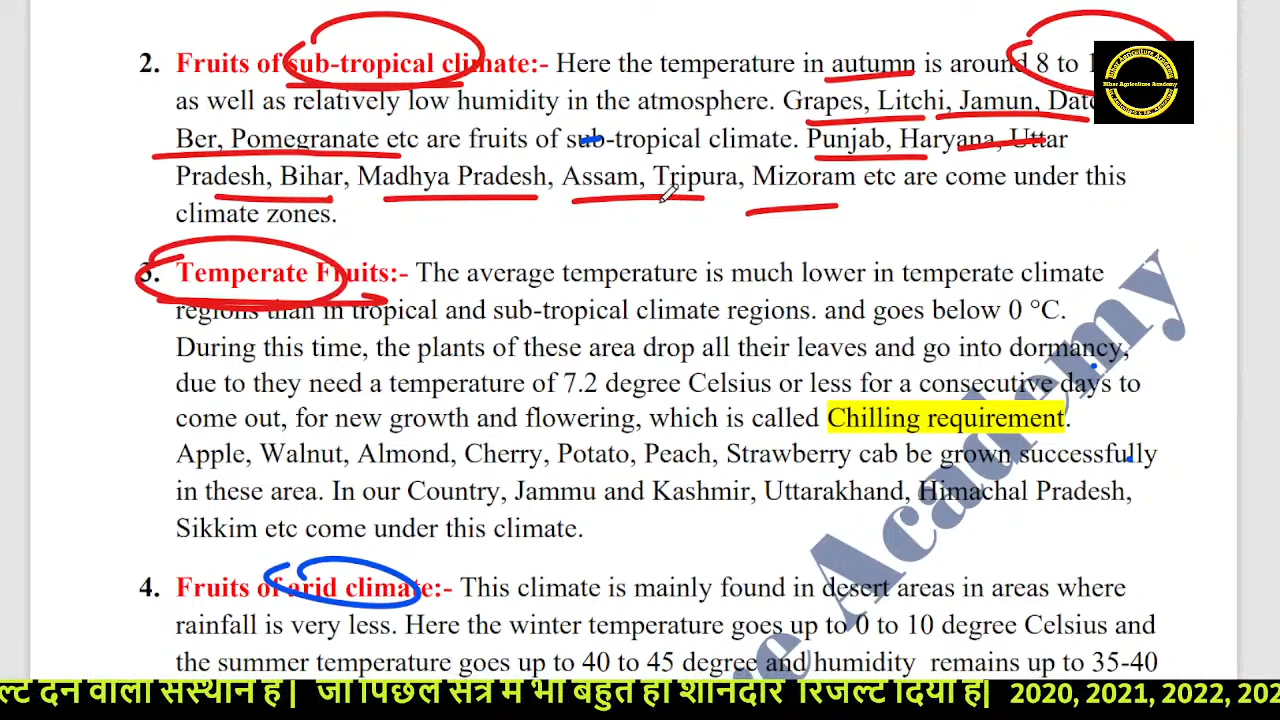 2. Fruits of sub-tropical climate:- Here the temperature in autumn is around 8 to
as well as relatively low humidity in the atmosphere. Grapes, Litchi, Jamun,
Ber, Pomegranate etc are fruits of sub-tropical climate. Punjab, Haryana, Uttar
Pradesh, Bihar, Madhya Pradesh, Assam, Tripura, Mizoram etc are come under this
climate zones.
3. Temperate Fruits:- The average temperature is much lower in temperate climate
regions than in tropical and sub-tropical climate regions. and goes below 0 °C.
During this time, the plants of these area drop all their leaves and go into dormancy,
due to they need a temperature of 7.2 degree Celsius or less for a consecutive days to
come out, for new growth and flowering, which is called Chilling requirement.
Apple, Walnut, Almond, Cherry, Potato, Peach, Strawberry cab be grown successfully
in these area. In our Country, Jammu and Kashmir, Uttarakhand, Himachal Pradesh,
Sikkim etc come under this climate.
4. Fruits of arid climate:- This climate is mainly found in desert areas in areas where
rainfall is very less. Here the winter temperature goes up to 0 to 10 degree Celsius and
the summer temperature goes up to 40 to 45 degree and humidity remains up to 35-40
Academy
Bihar Agriculture Academy
ल्ट देने वाला संस्थान है | जो पिछले सत्र में भी बहुत ही शानदार रिजल्ट दिया है| 2020, 2021, 2022,